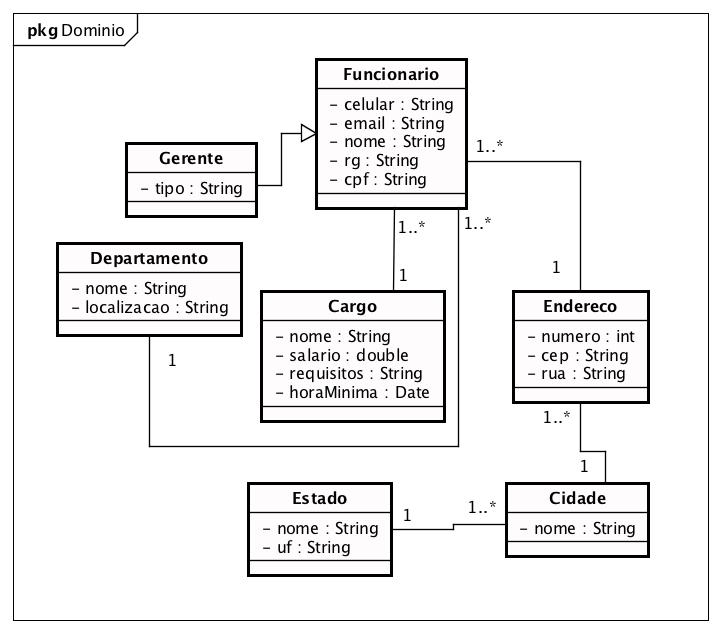 pkg Dominio
Funcionario
- celular : String
- email : String
- nome : String
- rg : String
- cpf : String
1..*
Gerente
- tipo : String
1..*
1..*
Departamento
- nome : String
- localizacao : String
1
1
1
Cargo
- nome : String
- salario : double
- requisitos : String
- horaMinima : Date
Endereco
- numero : int
- cep : String
- rua : String
1..*
1
Estado
- nome : String
- uf : String
1
1..*
Cidade
- nome : String